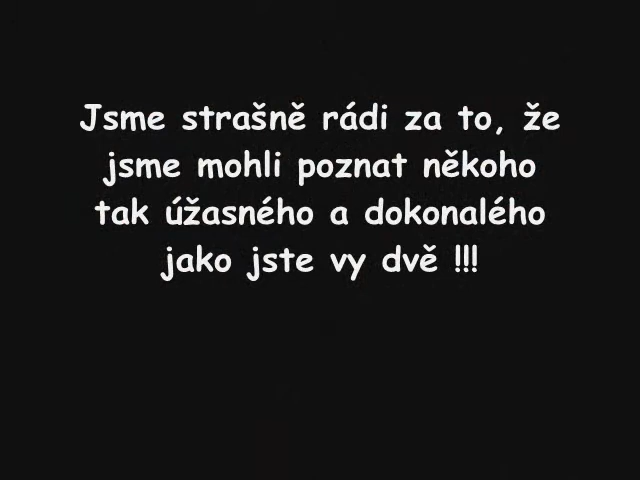 Jsme strašně rádi za to, že
jsme mohli poznat někoho
tak úžasného a dokonalého
jako jste vy dvě !!!